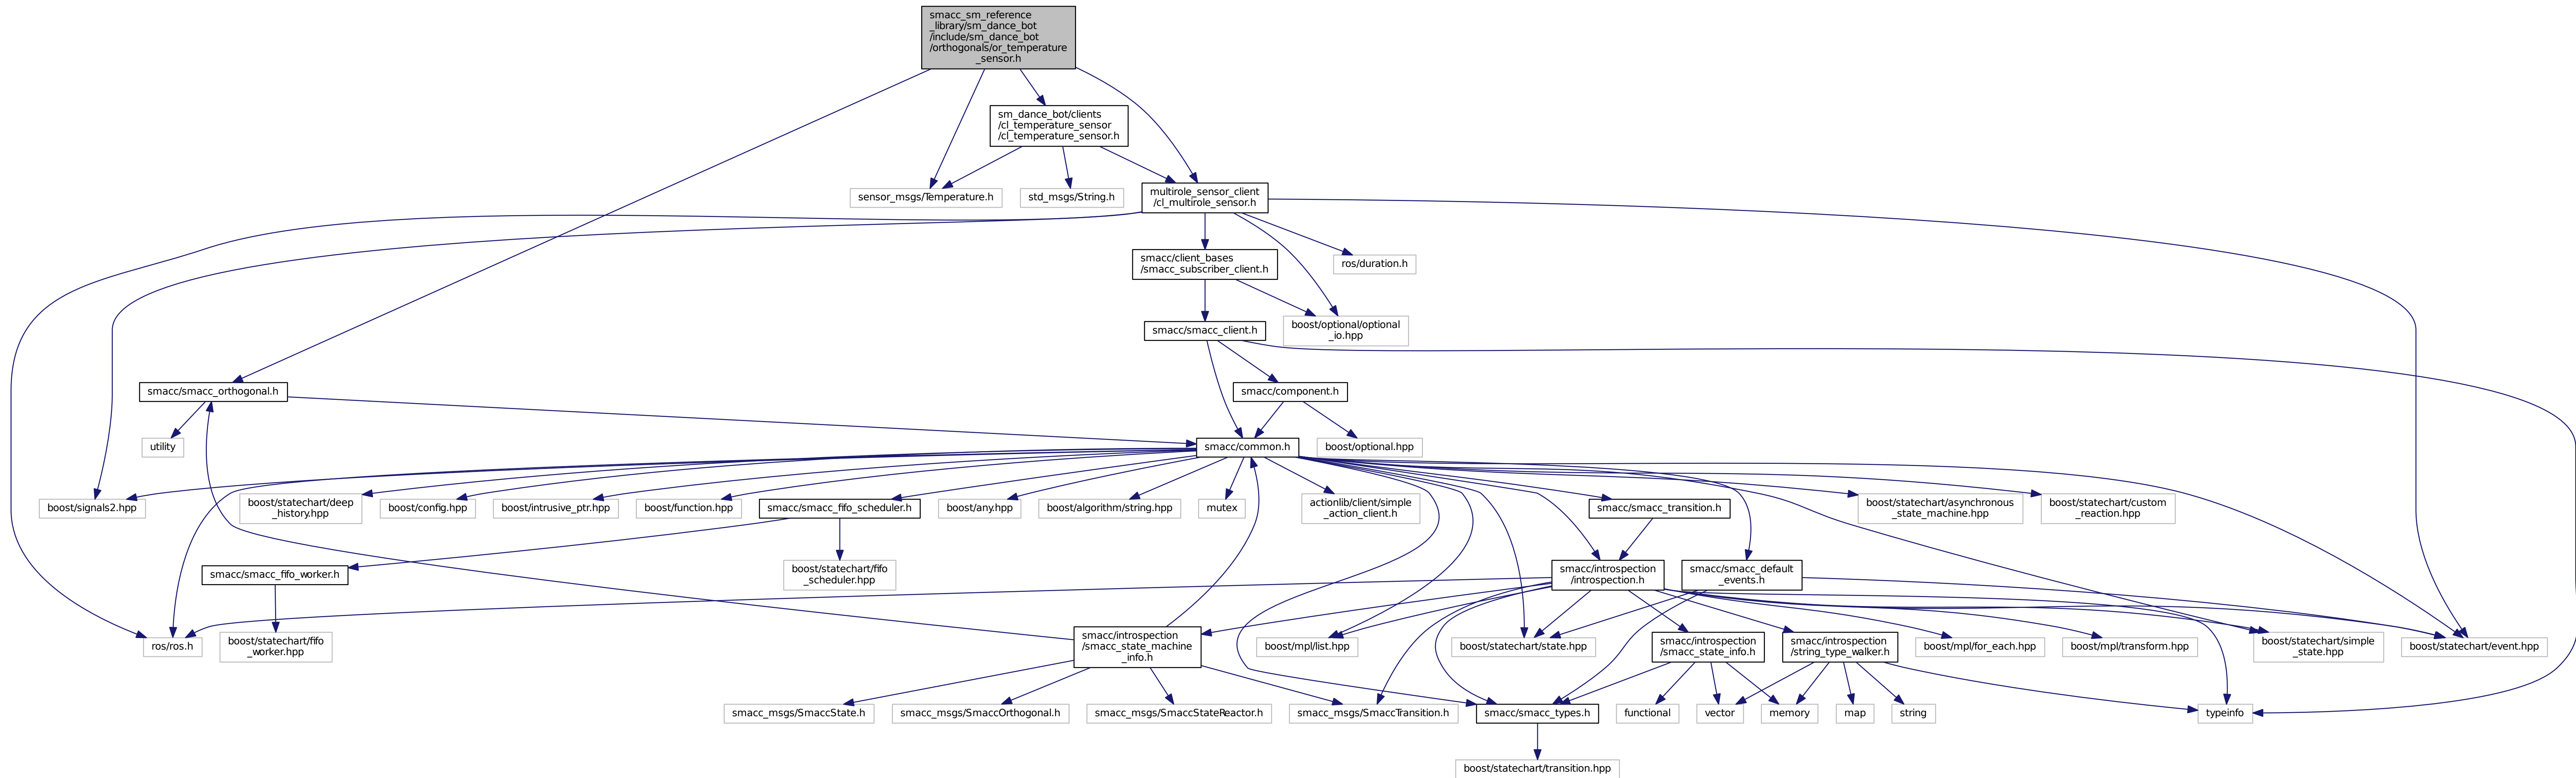 smacc_sm_reference
_library/sm_dance_bot
/include/sm_dance_bot
/orthogonals/or_temperature
_sensor.h
sm_dance_bot/clients
/cl_temperature_sensor
/cl_temperature_sensor.h
sensor_msgs/Temperature.h
std_msgs/String.h
multirole_sensor_client
/cl_multirole_sensor.h
smacc/client_bases
/smacc_subscriber_client.h
ros/duration.h
smacc/smacc_client.h
boost/optional/optional
_io.hpp
smacc/smacc_orthogonal.h
smacc/component.h
utility
smacc/common.h
boost/optional.hpp
boost/signals2.hpp
boost/statechart/deep
_history.hpp
boost/config.hpp
boost/intrusive_ptr.hpp
boost/function.hpp
smacc/smacc_fifo_scheduler.h
boost/any.hpp
boost/algorithm/string.hpp
mutex
actionlib/client/simple
_action_client.h
smacc/smacc_transition.h
boost/statechart/asynchronous
_state_machine.hpp
boost/statechart/custom
_reaction.hpp
smacc/smacc_fifo_worker.h
boost/statechart/fifo
_scheduler.hpp
smacc/introspection
/introspection.h
smacc/smacc_default
_events.h
ros/ros.h
boost/statechart/fifo
_worker.hpp
smacc/introspection
/smacc_state_machine
_info.h
boost/mpl/list.hpp
boost/statechart/state.hpp
smacc/introspection
/smacc_state_info.h
smacc/introspection
/string_type_walker.h
boost/mpl/for_each.hpp
boost/mpl/transform.hpp
boost/statechart/simple
_state.hpp
boost/statechart/event.hpp
smacc_msgs/SmaccState.h
smacc_msgs/SmaccOrthogonal.h
smacc_msgs/SmaccStateReactor.h
smacc_msgs/SmaccTransition.h
smacc/smacc_types.h
functional
vector
memory
map
string
typeinfo
boost/statechart/transition.hpp